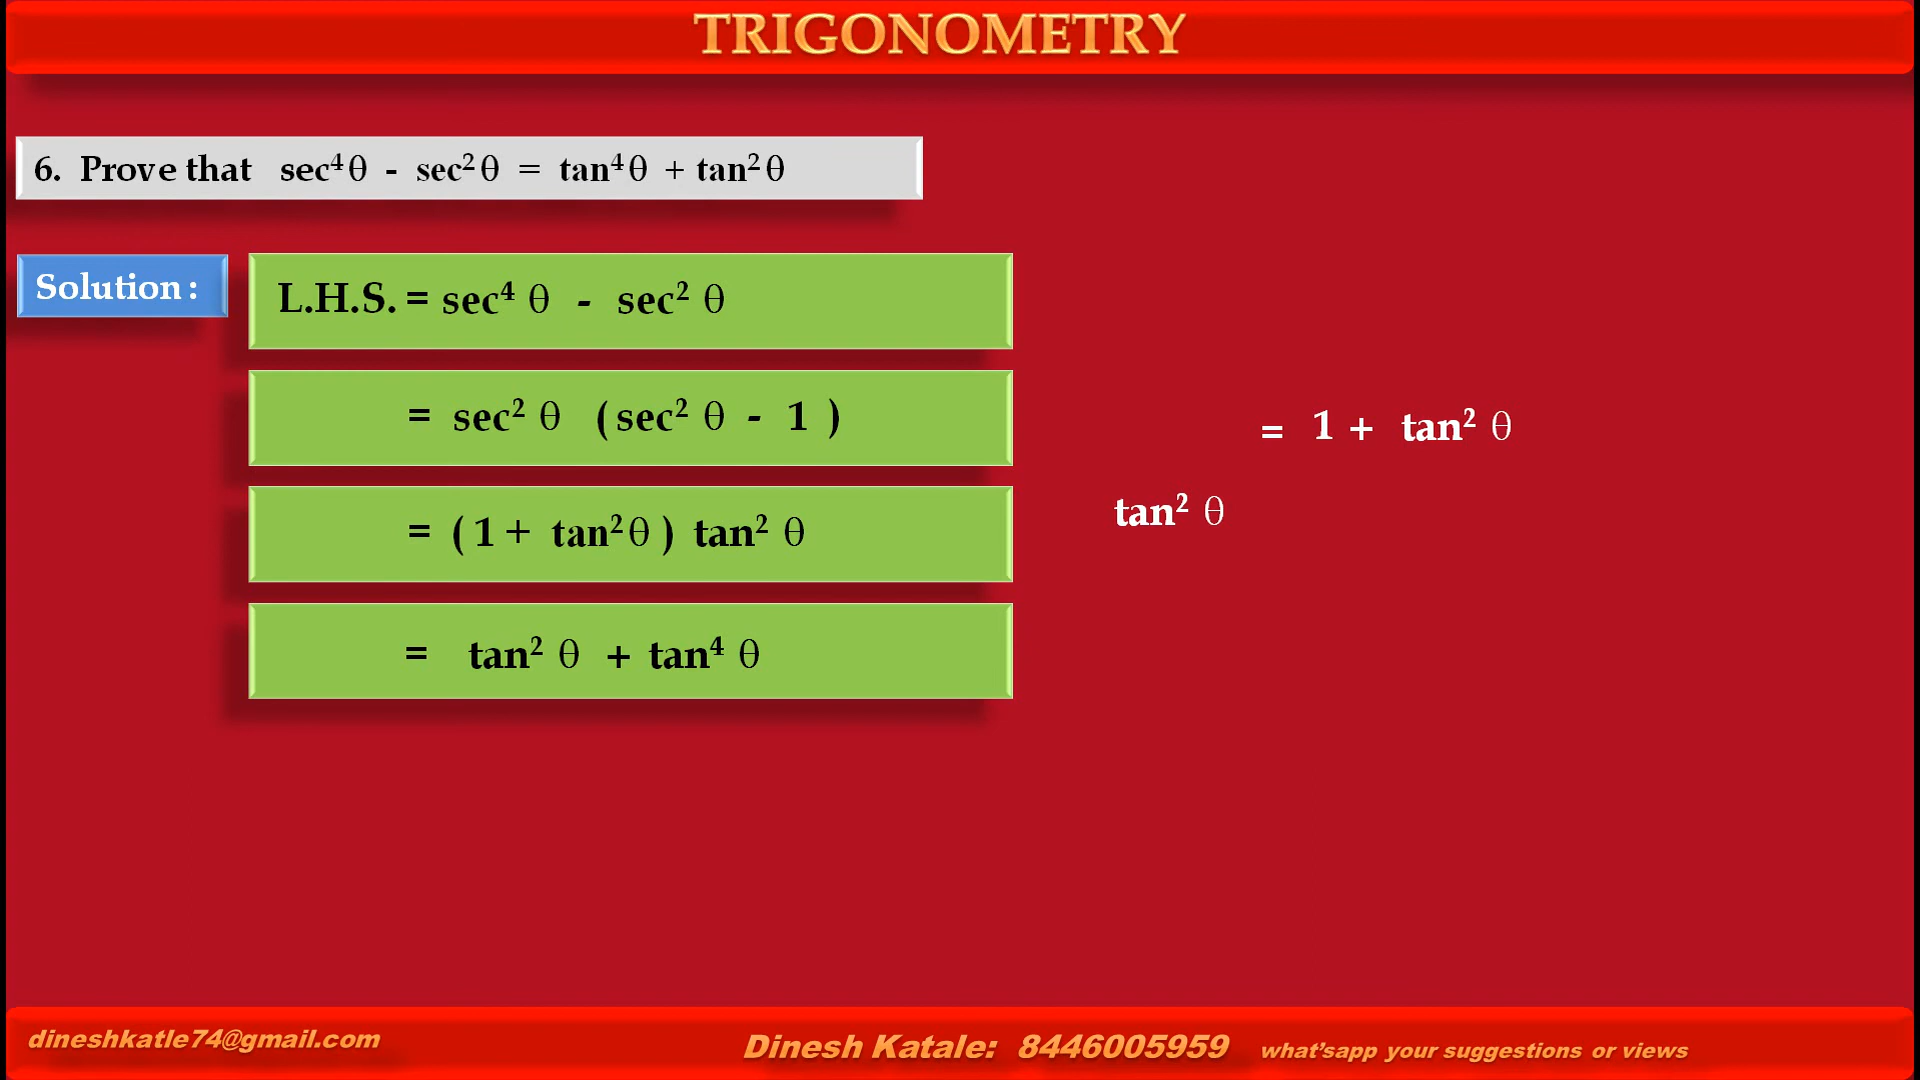 TRIGONOMETRY
6. Prove that sec⁴θ - sec²θ = tan⁴θ + tan²θ
Solution :
L.H.S. = sec⁴ θ - sec² θ
= sec² θ ( sec² θ - 1 )
= ( 1 + tan²θ ) tan² θ
= tan² θ + tan⁴ θ
= 1 + tan² θ
tan² θ
dineshkatle74@gmail.com
Dinesh Katale: 8446005959 what'sapp your suggestions or views